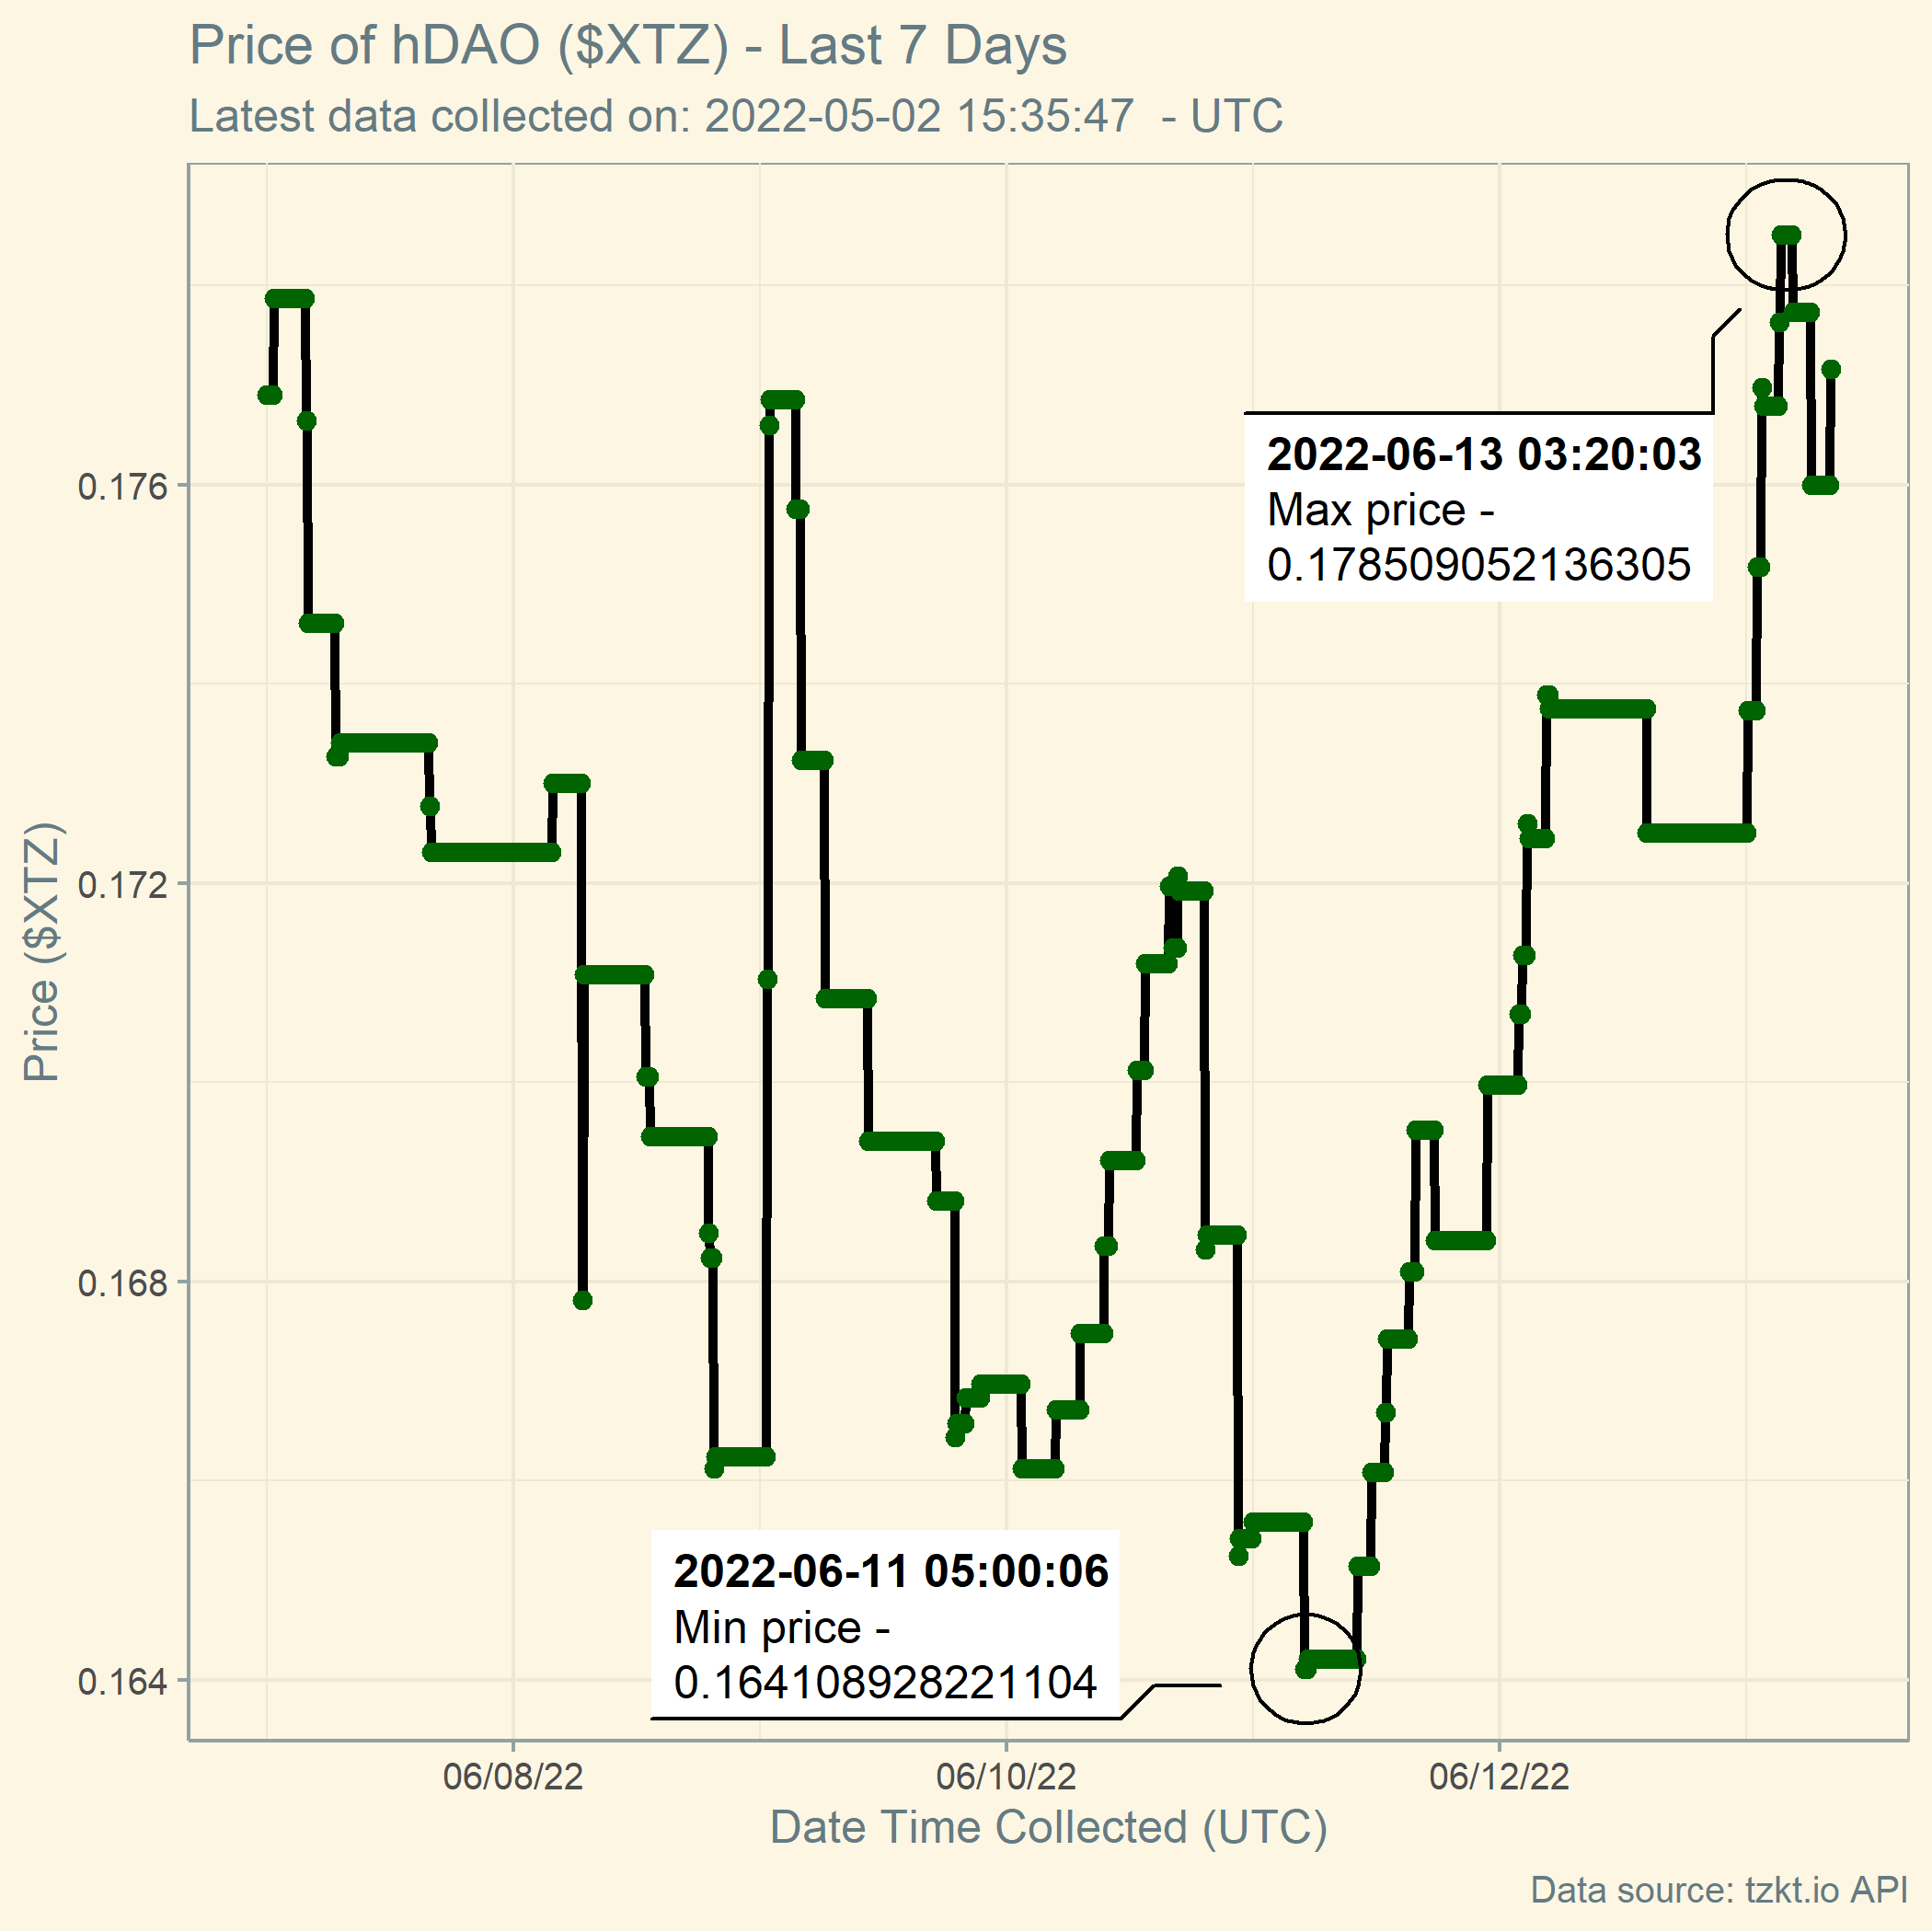 Price of hDAO ($XTZ) - Last 7 Days
Latest data collected on: 2022-05-02 15:35:47  - UTC
2022-06-13 03:20:03
Max price -
0.178509052136305
0.176
0.172
Price ($XTZ)
0.168
2022-06-11 05:00:06
Min price -
0.164108928221104
0.164
06/08/22
06/10/22
06/12/22
Date Time Collected (UTC)
Data source: tzkt.io API